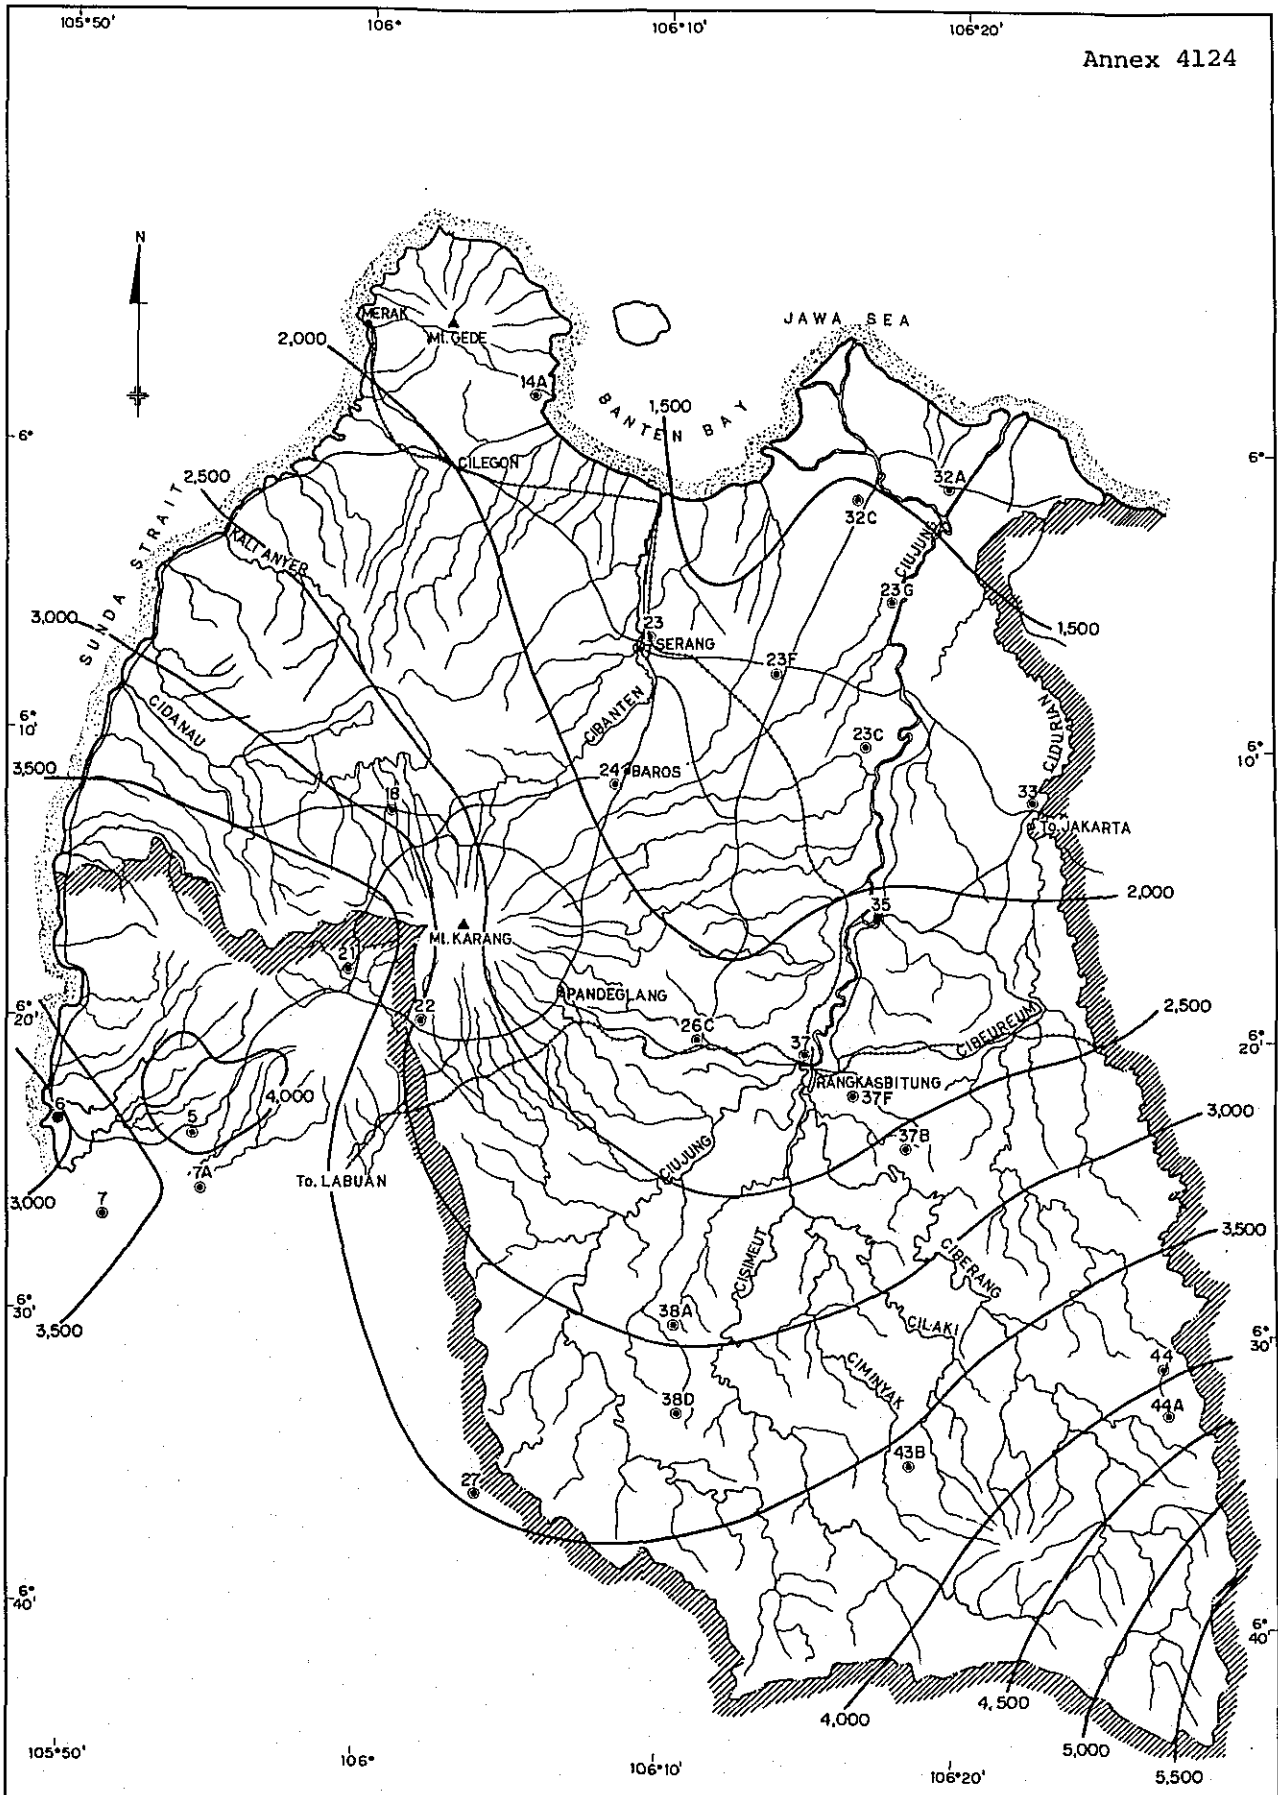 105°50'
106°
106°10'
106°20'
Annex 4124
N
JAWA SEA
MERAK
Mt. GEDE
2,000
14A
BANTEN BAY
1,500
6°
6°
CILEGON
32A
32C
2,500
SUNDA STRAIT
KALI ANYER
CIUJUNG
23G
3,000
23
SERANG
1,500
23F
CIDANAU
CIBANTEN
CIDURIAN
6°
10'
6°
10'
23C
3,500
24
BAROS
18
33
To. JAKARTA
2,000
35
Mt. KARANG
21
PANDEGLANG
22
6°
20'
2,500
26C
37
CIBEUREUM
6°
20'
RANGKASBITUNG
37F
4,000
6
5
3,000
37B
CIUJUNG
7A
To. LABUAN
3,000
7
3,500
CISIMEUT
CIBERANG
6°
30'
3,500
38A
CILAKI
6°
30'
44
CIMINYAK
38D
44A
43B
27
6°
40'
6°
40'
4,000
4,500
5,000
5,500
105°50'
106°
106°10'
106°20'